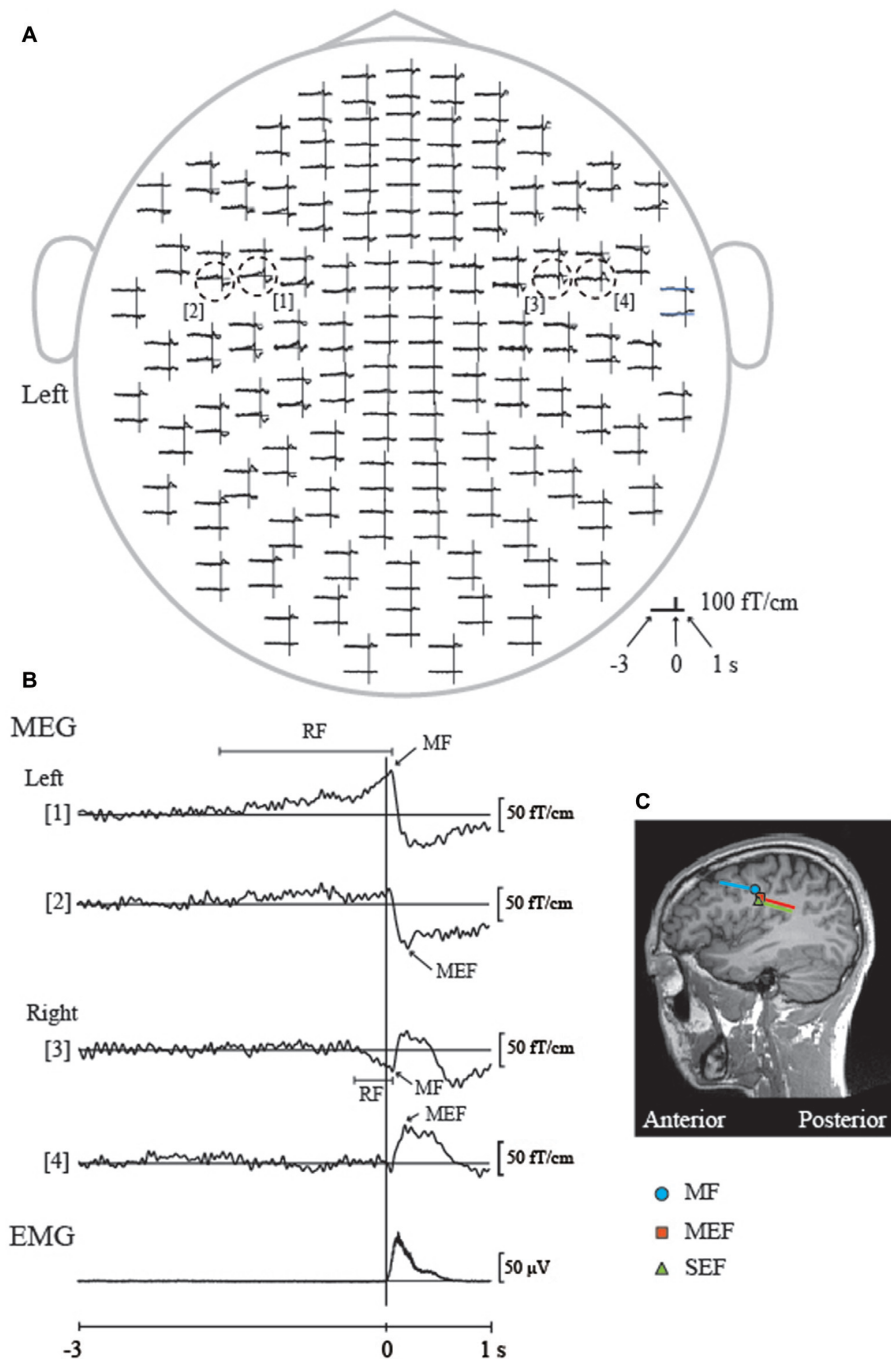 A
[2]
[1]
[3]
[4]
Left
100 fT/cm
-3
0
1 s
B
MEG
RF
MF
Left
[1]
50 fT/cm
[2]
50 fT/cm
MEF
Right
[3]
50 fT/cm
RF
MF
MEF
[4]
50 fT/cm
EMG
50 µV
-3
0
1 s
C
Anterior
Posterior
MF
MEF
SEF